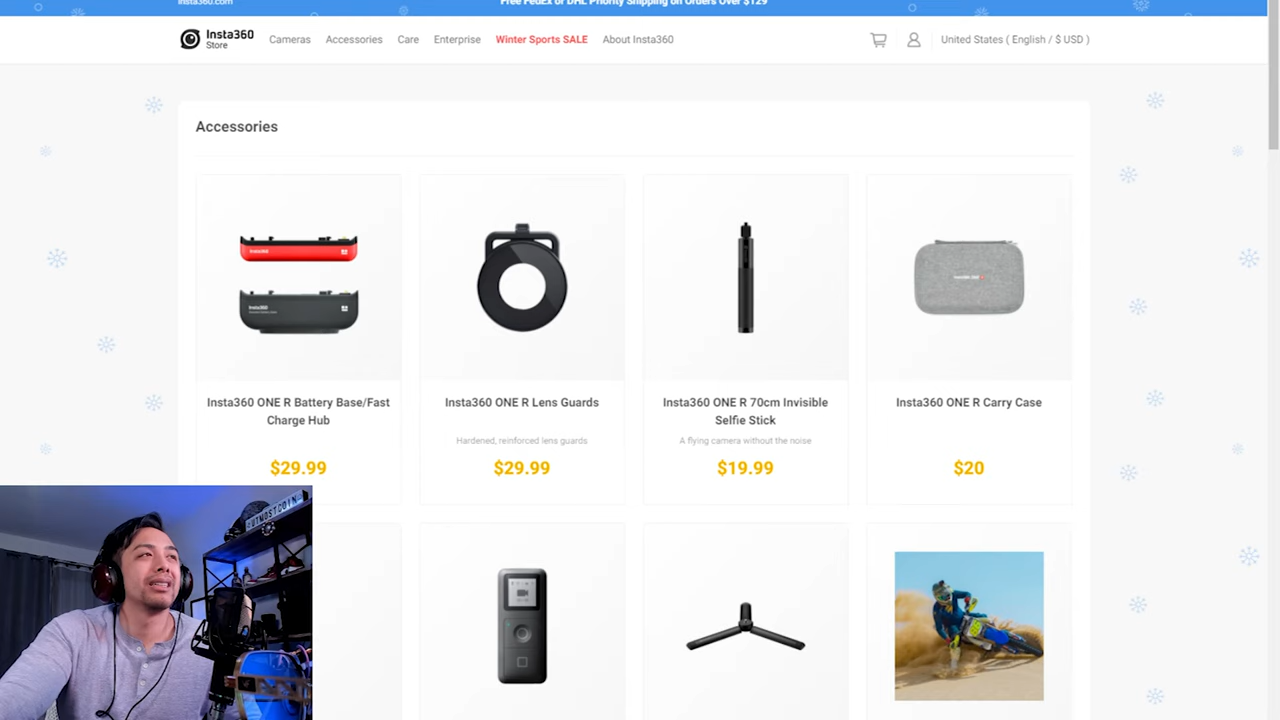 insta360.com
Free FedEx or DHL Priority Shipping on Orders Over $129
Insta360
Store
Cameras
Accessories
Care
Enterprise
Winter Sports SALE
About Insta360
United States ( English / $ USD )
Accessories
Insta360 ONE R Battery Base/Fast
Charge Hub
$29.99
Insta360 ONE R Lens Guards
Hardened, reinforced lens guards
$29.99
Insta360 ONE R 70cm Invisible
Selfie Stick
A flying camera without the noise
$19.99
Insta360 ONE R Carry Case
$20